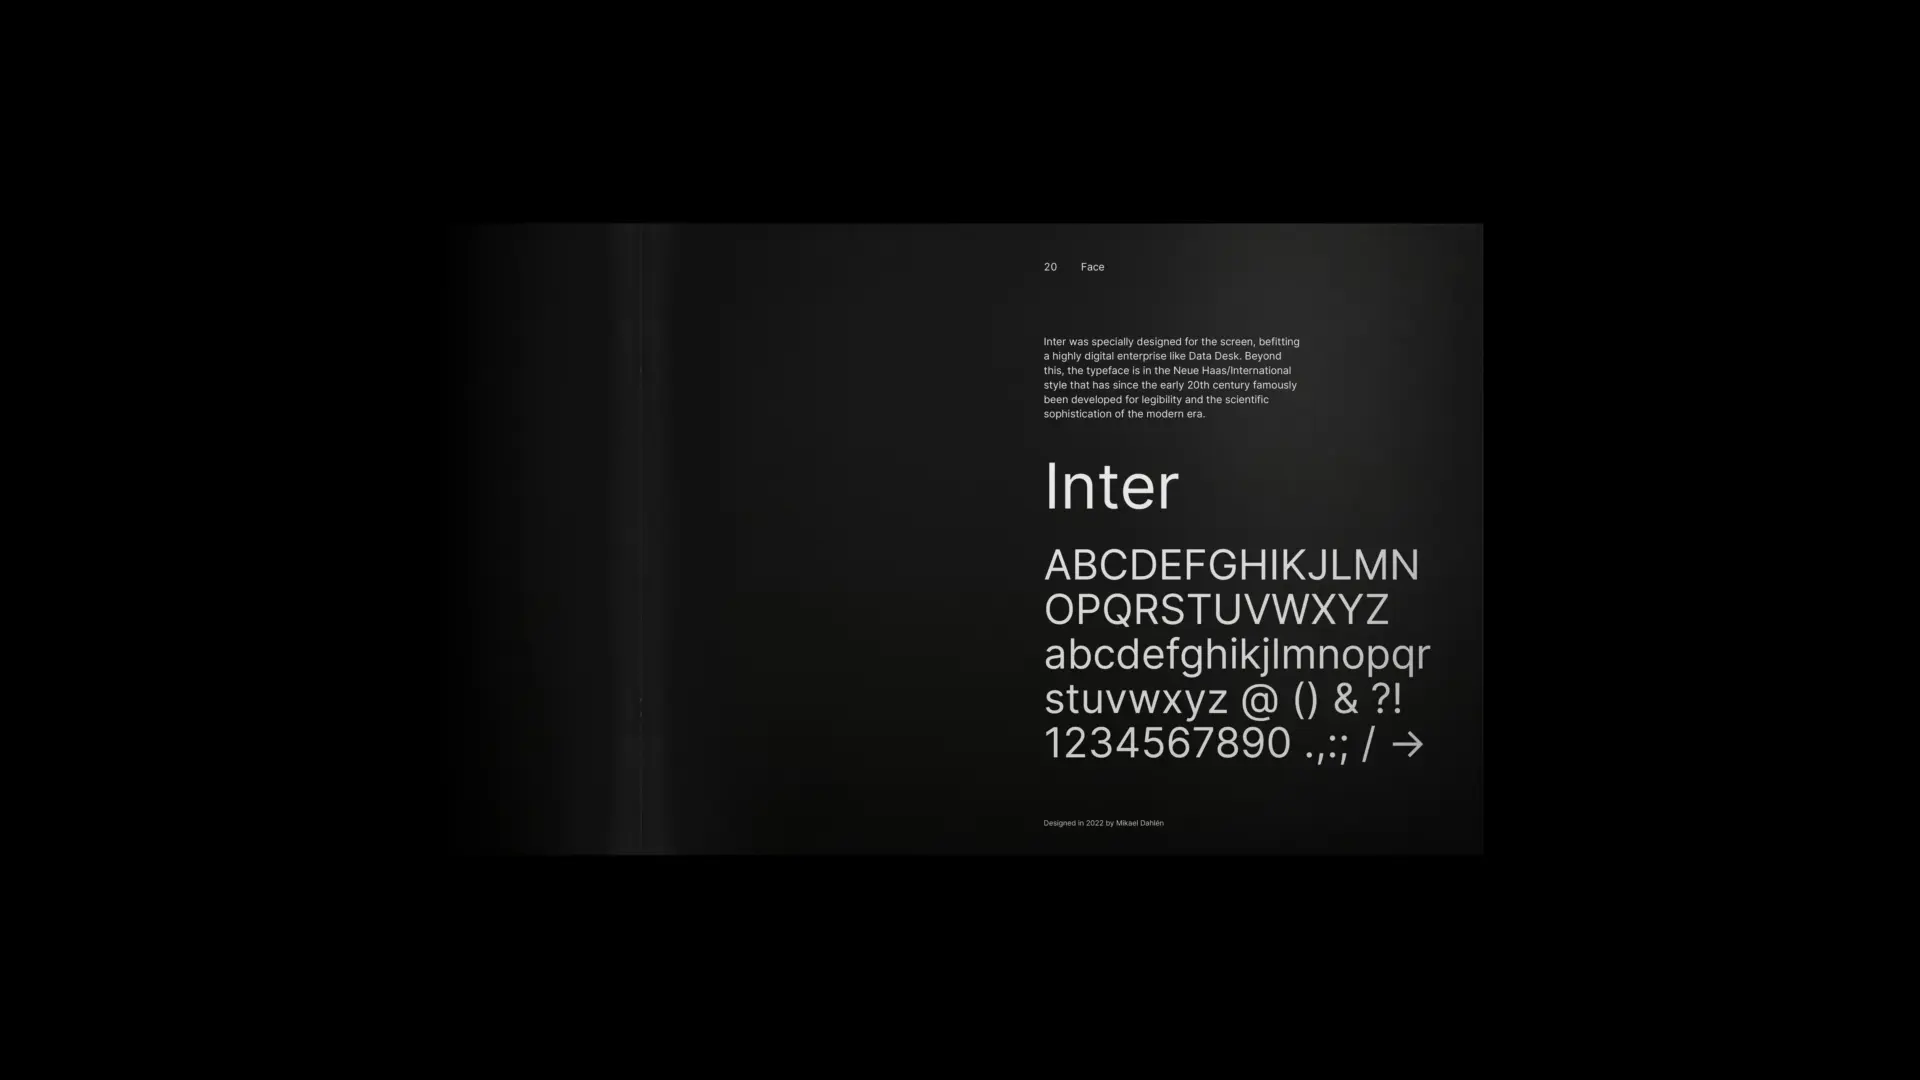 20 Face
Inter was specially designed for the screen, befitting
a highly digital enterprise like Data Desk. Beyond
this, the typeface is in the Neue Haas/International
style that has since the early 20th century famously
been developed for legibility and the scientific
sophistication of the modern era.
Inter
ABCDEFGHIKJLMN
OPQRSTUVWXYZ
abcdefghikjlmnopqr
stuvwxyz @ () & ?!
1234567890 .,:; / →
Designed in 2022 by Mikael Dahlén